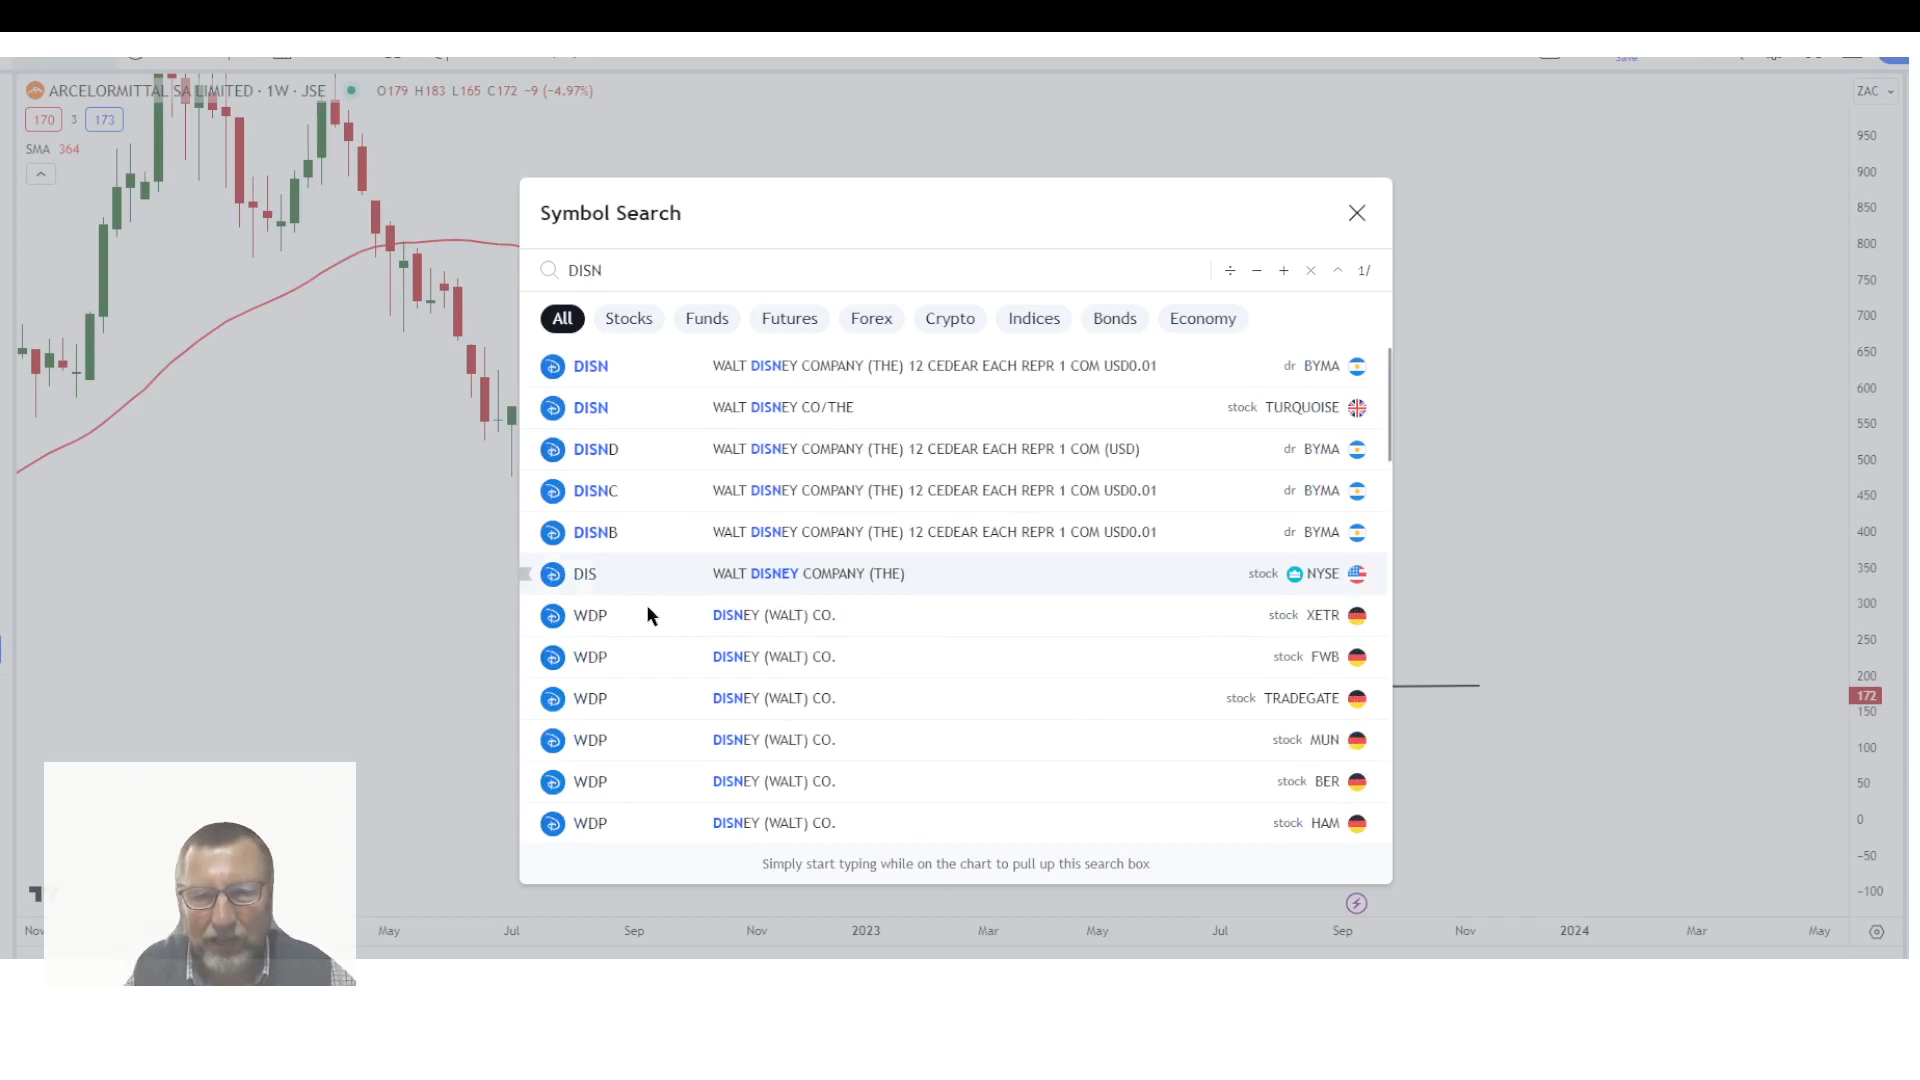 Save
ARCELORMITTAL SA LIMITED · 1W · JSE O179 H183 L165 C172 −9 (−4.97%)
ZAC
170 3 173
SMA 364
Symbol Search
DISN ÷ − + × ^ 1/
All Stocks Funds Futures Forex Crypto Indices Bonds Economy
DISN WALT DISNEY COMPANY (THE) 12 CEDEAR EACH REPR 1 COM USD0.01 dr BYMA
DISN WALT DISNEY CO/THE stock TURQUOISE
DISND WALT DISNEY COMPANY (THE) 12 CEDEAR EACH REPR 1 COM (USD) dr BYMA
DISNC WALT DISNEY COMPANY (THE) 12 CEDEAR EACH REPR 1 COM USD0.01 dr BYMA
DISNB WALT DISNEY COMPANY (THE) 12 CEDEAR EACH REPR 1 COM USD0.01 dr BYMA
DIS WALT DISNEY COMPANY (THE) stock NYSE
WDP DISNEY (WALT) CO. stock XETR
WDP DISNEY (WALT) CO. stock FWB
WDP DISNEY (WALT) CO. stock TRADEGATE
WDP DISNEY (WALT) CO. stock MUN
WDP DISNEY (WALT) CO. stock BER
WDP DISNEY (WALT) CO. stock HAM
Simply start typing while on the chart to pull up this search box
950
900
850
800
750
700
650
600
550
500
450
400
350
300
250
200
172
150
100
50
0
−50
−100
Nov May Jul Sep Nov 2023 Mar May Jul Sep Nov 2024 Mar May